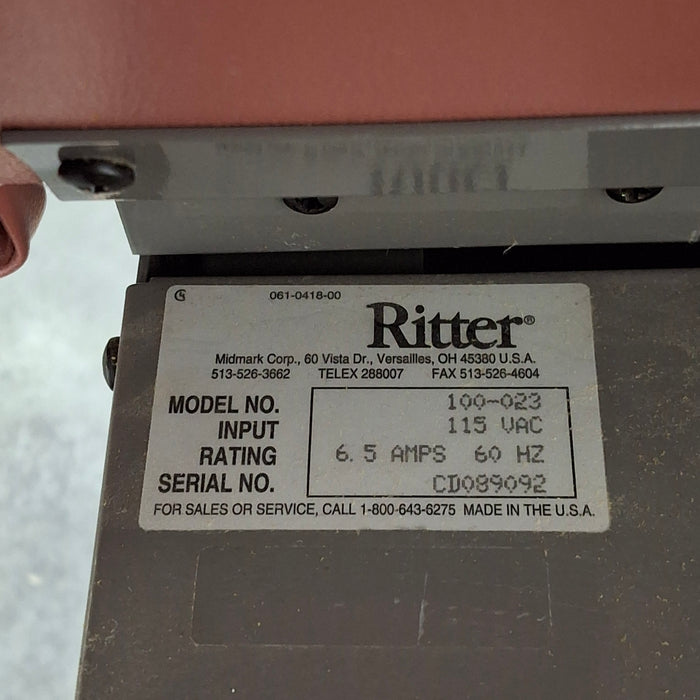 061-0418-00
Ritter®
Midmark Corp., 60 Vista Dr., Versailles, OH 45380 U.S.A.
513-526-3662 TELEX 288007 FAX 513-526-4604
MODEL NO. 100-023
INPUT 115 VAC
RATING 6.5 AMPS 60 HZ
SERIAL NO. CD089092
FOR SALES OR SERVICE, CALL 1-800-643-6275 MADE IN THE U.S.A.